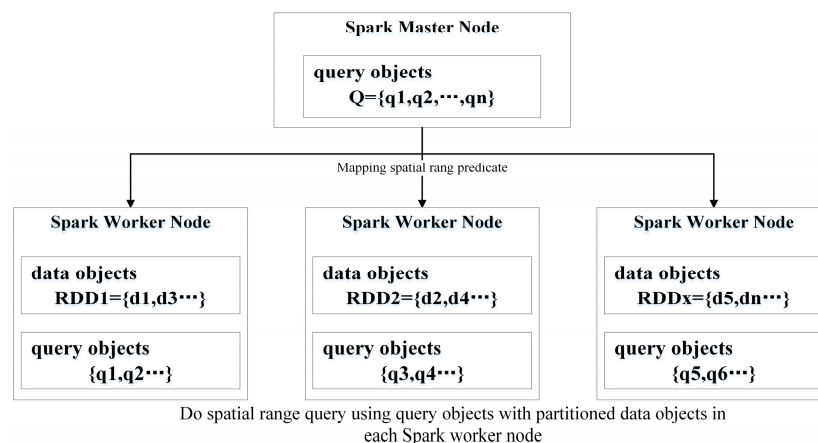 Spark Master Node
query objects
Q={q1,q2,⋯,qn}
Mapping spatial rang predicate
Spark Worker Node
data objects
RDD1={d1,d3⋯}
query objects
{q1,q2⋯}
Spark Worker Node
data objects
RDD2={d2,d4⋯}
query objects
{q3,q4⋯}
Spark Worker Node
data objects
RDDx={d5,dn⋯}
query objects
{q5,q6⋯}
Do spatial range query using query objects with partitioned data objects in
each Spark worker node